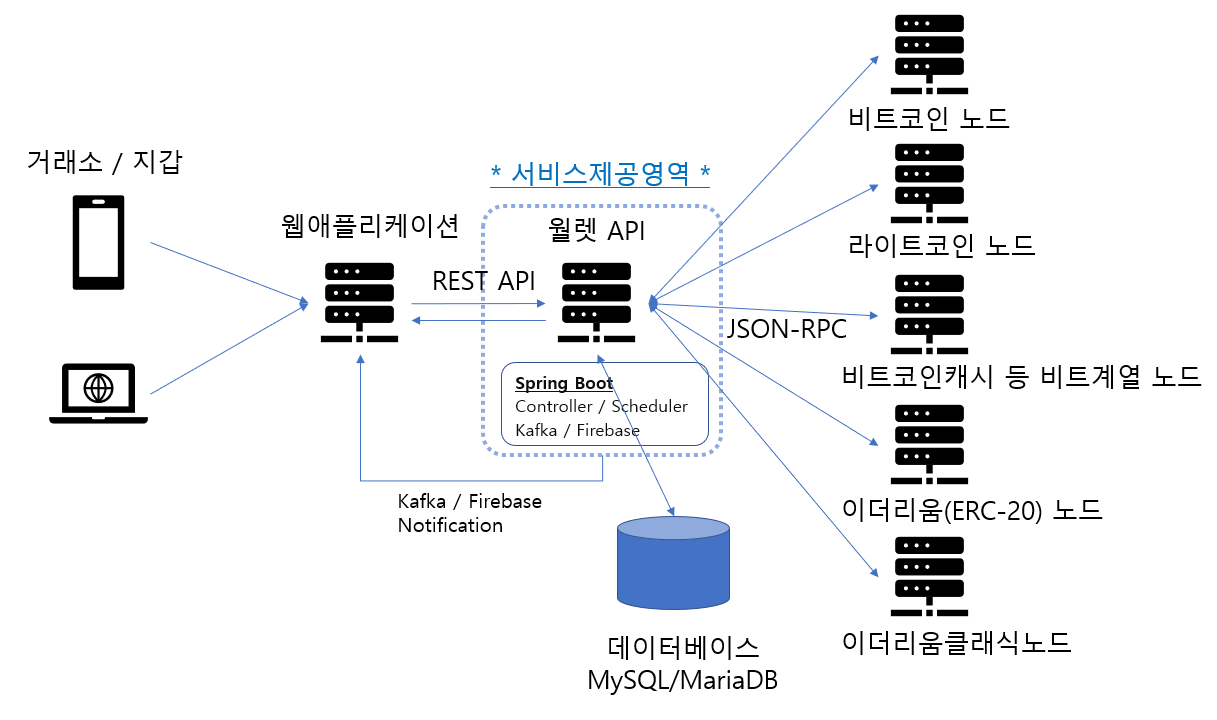 거래소 / 지갑
웹애플리케이션
* 서비스제공영역 *
월렛 API
REST API
Spring Boot
Controller / Scheduler
Kafka / Firebase
Kafka / Firebase
Notification
데이터베이스
MySQL/MariaDB
JSON-RPC
비트코인 노드
라이트코인 노드
비트코인캐시 등 비트계열 노드
이더리움(ERC-20) 노드
이더리움클래식노드